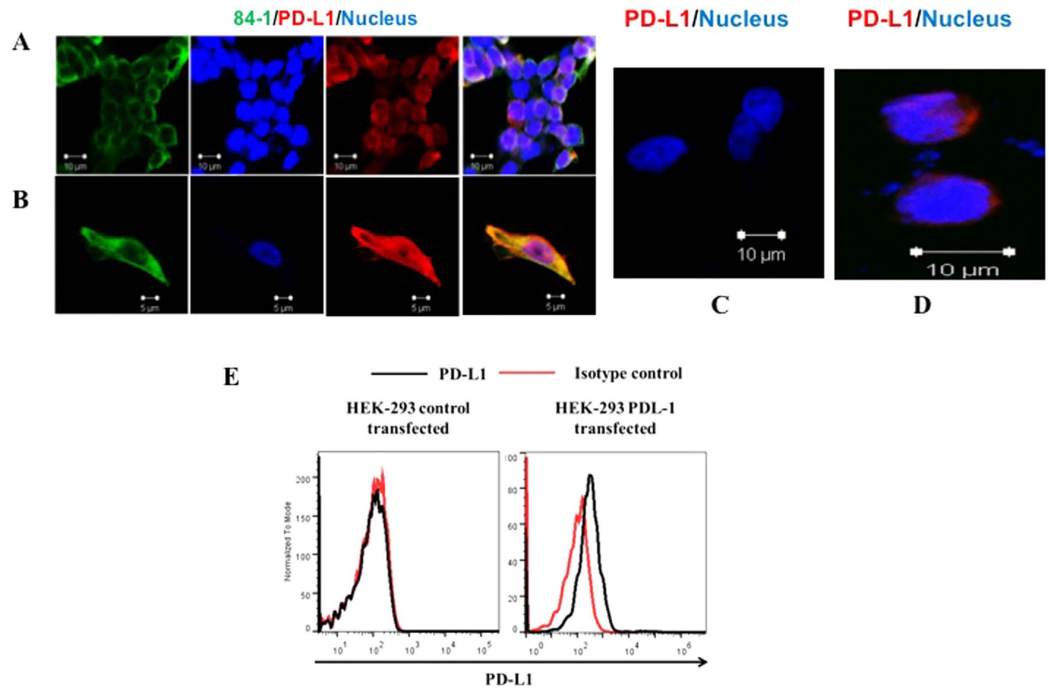 84-1/PD-L1/Nucleus
PD-L1/Nucleus
PD-L1/Nucleus
A
10 µm
10 µm
10 µm
10 µm
B
5 µm
5 µm
5 µm
5 µm
10 µm
10 µm
C
D
E
PD-L1
Isotype control
HEK-293 control
transfected
HEK-293 PDL-1
transfected
Normalized To Mode
200
150
100
50
0
10¹
10²
10³
10⁴
10⁵
100
80
60
40
20
0
10⁰
10²
10⁴
10⁶
PD-L1